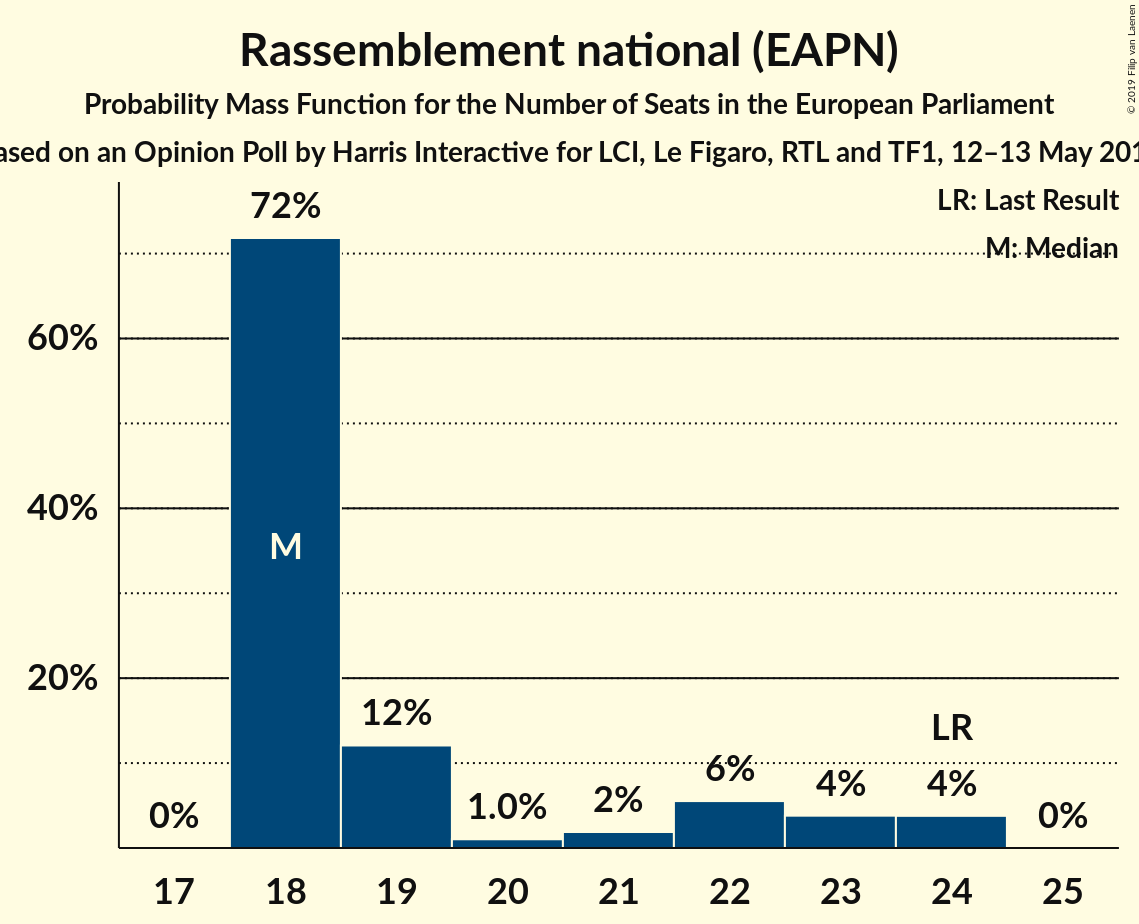 Rassemblement national (EAPN)
Probability Mass Function for the Number of Seats in the European Parliament
on an Opinion Poll by Harris Interactive for LCI, Le Figaro, RTL and TF1, 12–13 May
© 2019 Filip van Laenen
LR: Last Result
M: Median
72%
60%
40%
M
20%
12%
LR
0%
1.0%
2%
6%
4%
4%
0%
17 18 19 20 21 22 23 24 25